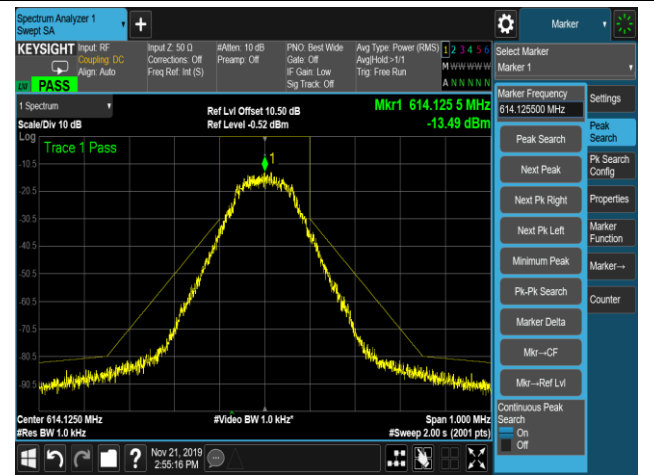 Spectrum Analyzer 1
Swept SA
Marker
KEYSIGHT
Input: RF
Coupling: DC
Align: Auto
Input Z: 50 Ω
Corrections: Off
Freq Ref: Int (S)
#Atten: 10 dB
Preamp: Off
PNO: Best Wide
Gate: Off
IF Gain: Low
Sig Track: Off
Avg Type: Power (RMS)
Avg|Hold:>1/1
Trig: Free Run
1 2 3 4 5 6
M W W W W W
A N N N N N
PASS
Select Marker
Marker 1
1 Spectrum
Scale/Div 10 dB
Log
Ref Lvl Offset 10.50 dB
Ref Level -0.52 dBm
Mkr1 614.125 5 MHz
-13.49 dBm
Trace 1 Pass
1
-10.5
-20.5
-30.5
-40.5
-50.5
-60.5
-70.5
-80.5
-90.5
Center 614.1250 MHz
#Res BW 1.0 kHz
#Video BW 1.0 kHz*
Span 1.000 MHz
#Sweep 2.00 s (2001 pts)
Marker Frequency
614.125500 MHz
Peak Search
Next Peak
Next Pk Right
Next Pk Left
Minimum Peak
Pk-Pk Search
Marker Delta
Mkr→CF
Mkr→Ref Lvl
Continuous Peak
Search
On
Off
Settings
Peak
Search
Pk Search
Config
Properties
Marker
Function
Marker→
Counter
?
Nov 21, 2019
2:55:16 PM